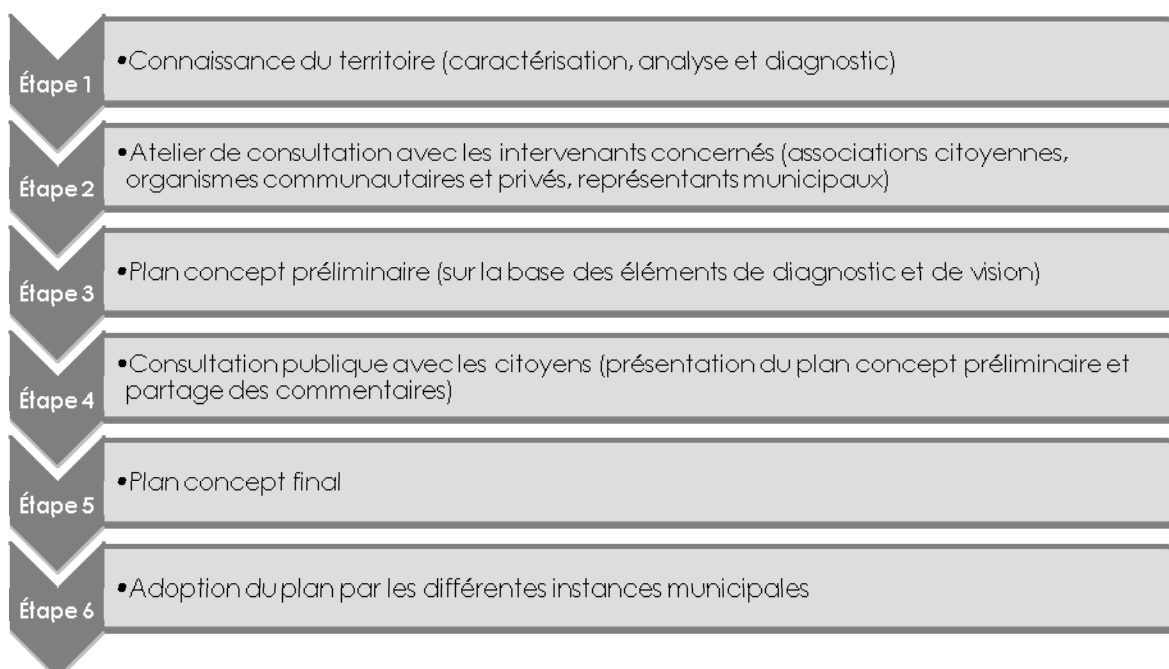 Étape 1
•Connaissance du territoire (caractérisation, analyse et diagnostic)
Étape 2
•Atelier de consultation avec les intervenants concernés (associations citoyennes,
organismes communautaires et privés, représentants municipaux)
Étape 3
•Plan concept préliminaire (sur la base des éléments de diagnostic et de vision)
Étape 4
•Consultation publique avec les citoyens (présentation du plan concept préliminaire et
partage des commentaires)
Étape 5
•Plan concept final
Étape 6
•Adoption du plan par les différentes instances municipales